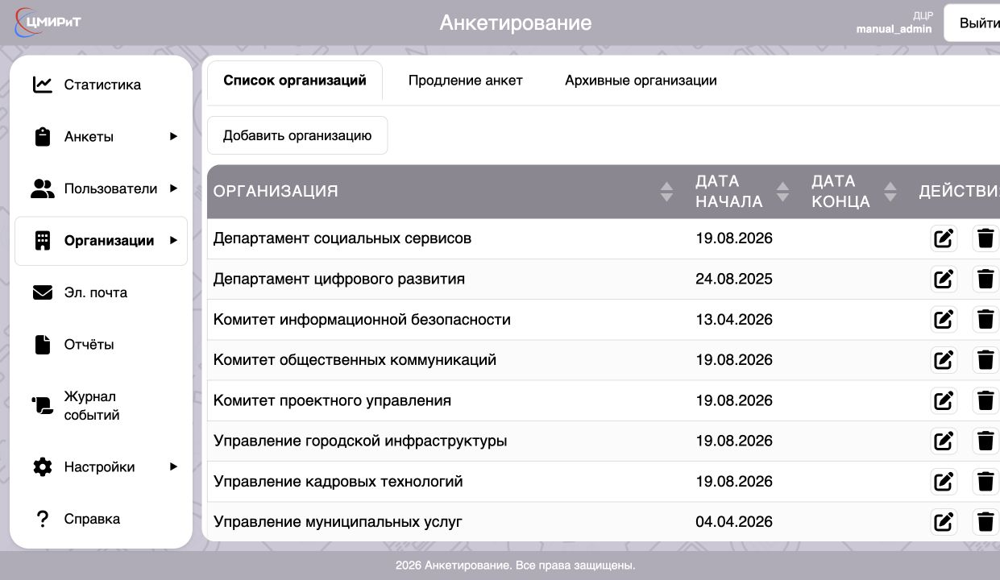 ЦМИРиТ
Анкетирование
ДЦР
manual_admin
Выйти
Статистика
Анкеты
Пользователи
Организации
Эл. почта
Отчёты
Журнал
событий
Настройки
Справка
Список организаций
Продление анкет
Архивные организации
Добавить организацию
ОРГАНИЗАЦИЯ
ДАТА
НАЧАЛА
ДАТА
КОНЦА
ДЕЙСТВИ
Департамент социальных сервисов 19.08.2026
Департамент цифрового развития 24.08.2025
Комитет информационной безопасности 13.04.2026
Комитет общественных коммуникаций 19.08.2026
Комитет проектного управления 19.08.2026
Управление городской инфраструктуры 19.08.2026
Управление кадровых технологий 19.08.2026
Управление муниципальных услуг 04.04.2026
2026 Анкетирование. Все права защищены.